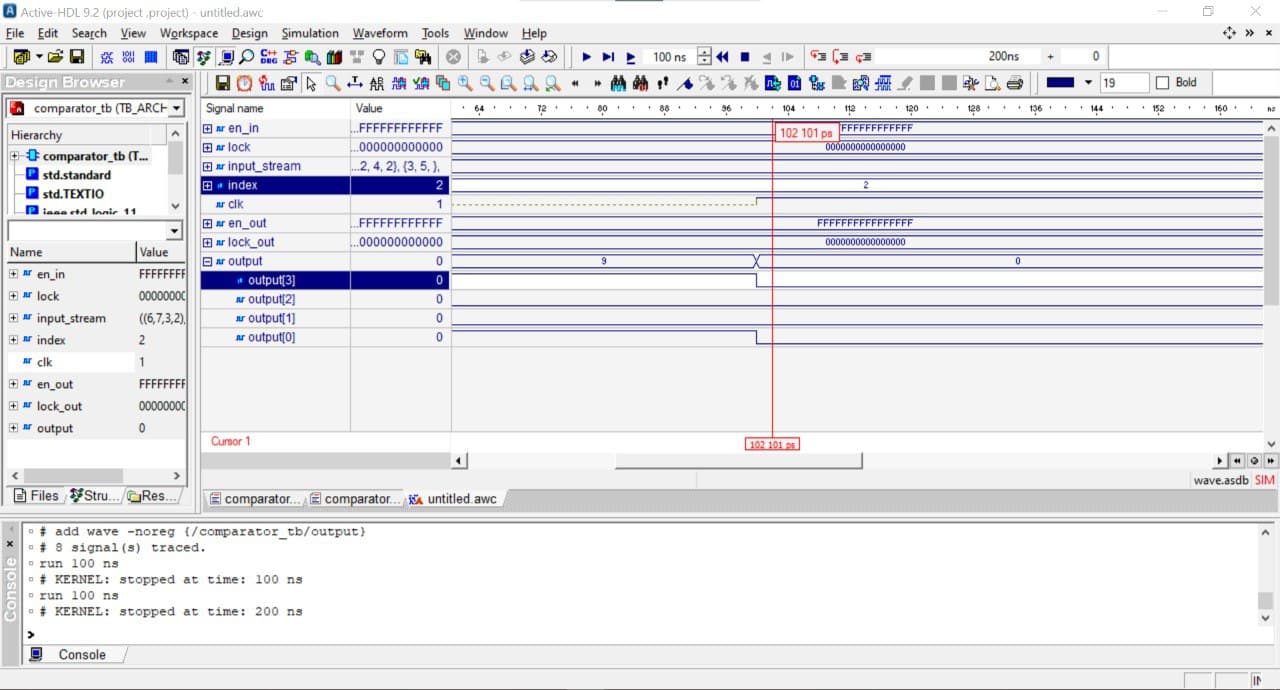 Active-HDL 9.2 (project ,project) - untitled.awc
File Edit Search View Workspace Design Simulation Waveform Tools Window Help
100 ns 200ns + 0
Design Browser
19 Bold
comparator_tb (TB_ARCH
Hierarchy
comparator_tb (T...
std.standard
std.TEXTIO
ieee.std_logic_11
Name Value
en_in FFFFFFFF
lock 00000000
input_stream ((6,7,3,2),
index 2
clk 1
en_out FFFFFFFF
lock_out 00000000
output 0
Files Stru... Res...
Signal name Value 64 72 80 88 96 104 112 120 128 136 144 152 160 ns
en_in ...FFFFFFFFFFFF FFFFFFFFFFFF
102 101 ps
lock ...000000000000 0000000000000000
input_stream ...2, 4, 2}, {3, 5, },
index 2 2
clk 1
en_out ...FFFFFFFFFFFF FFFFFFFFFFFFFFFF
lock_out ...000000000000 0000000000000000
output 0 9 0
output[3] 0
output[2] 0
output[1] 0
output[0] 0
Cursor 1 102 101 ps
wave.asdb SIM
comparator... comparator... untitled.awc
# add wave -noreg {/comparator_tb/output}
# 8 signal(s) traced.
run 100 ns
# KERNEL: stopped at time: 100 ns
run 100 ns
# KERNEL: stopped at time: 200 ns
>
Console
Console